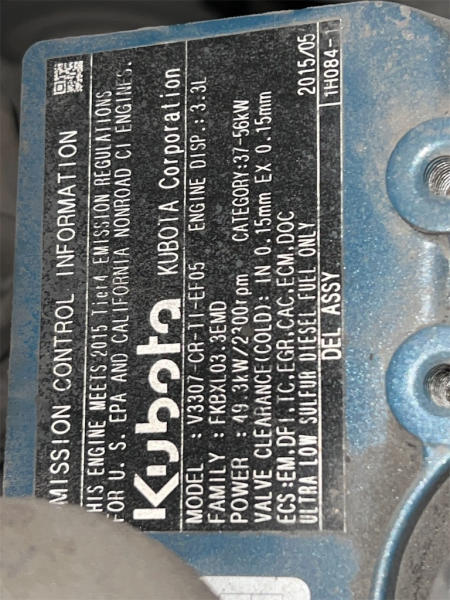 MISSION CONTROL INFORMATION
HIS ENGINE MEETS 2015 Tier4 EMISSION REGULATIONS
FOR U. S. EPA AND CALIFORNIA NONROAD CI ENGINES.
Kubota KUBOTA Corporation
MODEL : V3307-CR-TI-EF05 ENGINE DISP.: 3.3L
FAMILY : FKBXL03.3EMD
POWER : 49.3kW/ CATEGORY:37-56kW
VALVE CLEARANCE(COLD): IN 0.15mm EX 0.15mm
ECS:EM,DFI,TC,EGR,CAC,ECM,DOC
ULTRA LOW SULFUR DIESEL FUEL ONLY 2015/05
DEL ASSY 1H084-1